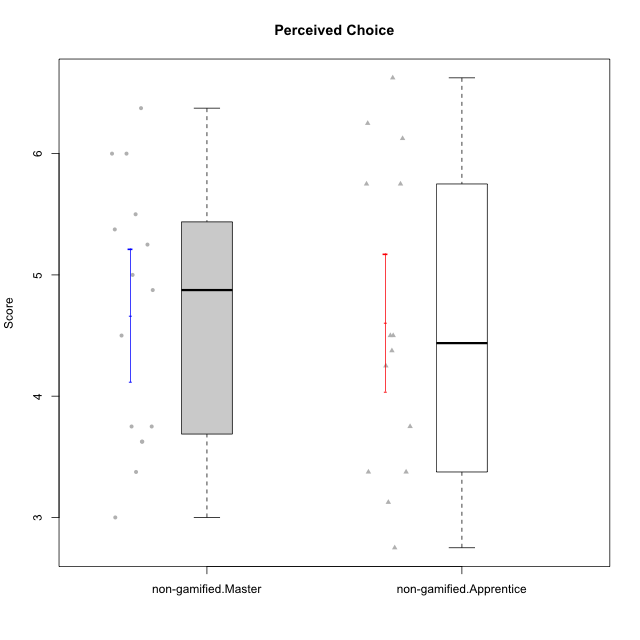 Perceived Choice
6
5
4
3
Score
non-gamified.Master
non-gamified.Apprentice